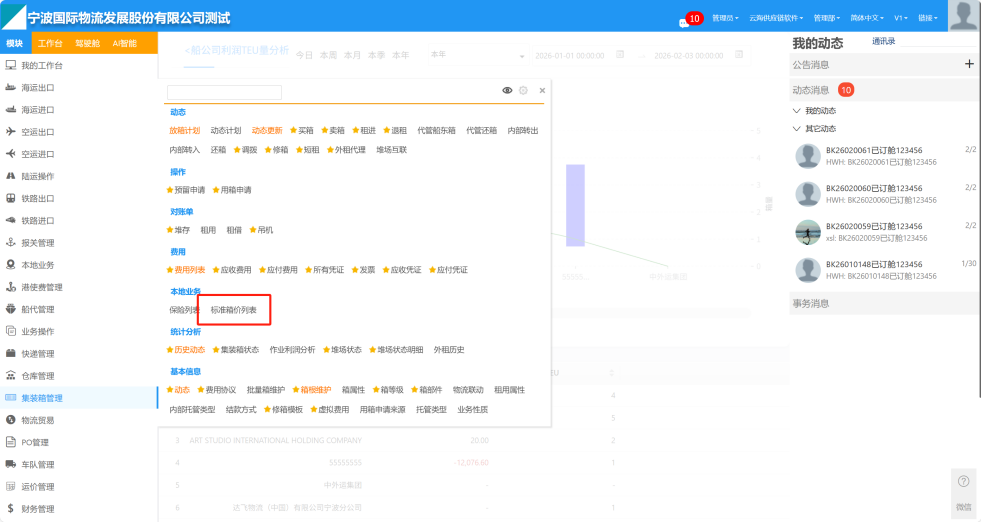 宁波国际物流发展股份有限公司测试
10
管理员
云海供应链软件
管理部
简体中文
V1
链接
模块
工作台
驾驶舱
AI智能
我的工作台
海运出口
海运进口
空运出口
空运进口
陆运操作
铁路出口
铁路进口
报关管理
本地业务
港使费管理
船代管理
业务操作
快递管理
仓库管理
集装箱管理
物流贸易
PO管理
车队管理
运价管理
财务管理
<船公司利润TEU量分析
今日 本周 本月 本季 本年
本年
2026-01-01 00:00:00
...
2026-02-03 00:00:00
动态
放箱计划 动态计划 动态更新 买箱 卖箱 租进 退租 代管船东箱 代管还箱 内部转出
内部转入 还箱 调拨 修箱 短租 外租代理 堆场互联
操作
预留申请 用箱申请
对账单
堆存 租用 租借 吊机
费用
费用列表 应收费用 应付费用 所有凭证 发票 应收凭证 应付凭证
本地业务
保险列表 标准箱价列表
统计分析
历史动态 集装箱状态 作业利润分析 堆场状态 堆场状态明细 外租历史
基本信息
动态 费用协议 批量箱维护 箱根维护 箱属性 箱等级 箱部件 物流联动 租用属性
内部托管类型 结款方式 修箱模板 虚拟费用 用箱申请来源 托管类型 业务性质
5
4
3
2
1
0
55555...
中外运集团
4
5
3 ART STUDIO INTERNATIONAL HOLDING COMPANY 20.00 2
4 55555555 -12,076.60 1
5 中外运集团 - -
6 达飞物流（中国）有限公司宁波分公司 - 1
我的动态
通讯录
公告消息
动态消息 10
我的动态
其它动态
BK26020061已订舱123456 2/2
HWH: BK26020061已订舱123456
BK26020060已订舱123456 2/2
HWH: BK26020060已订舱123456
BK26020059已订舱123456 2/2
xsl: BK26020059已订舱123456
BK26010148已订舱123456 1/30
HWH: BK26010148已订舱123456
事务消息
微信